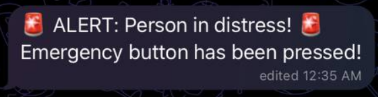 🚨 ALERT: Person in distress! 🚨
Emergency button has been pressed!
edited 12:35 AM